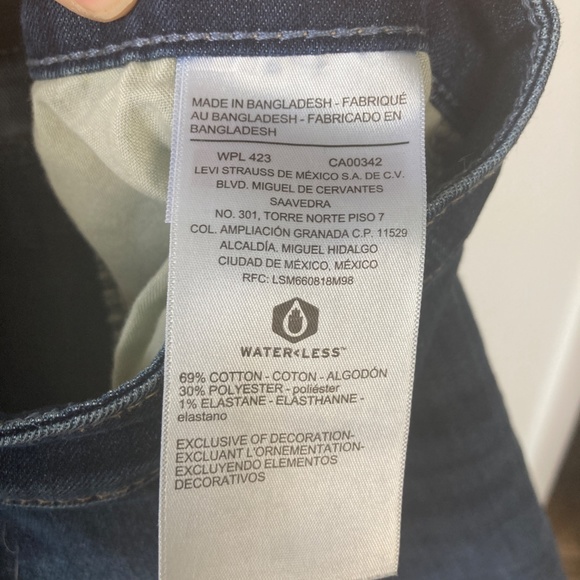 MADE IN BANGLADESH - FABRIQUÉ
AU BANGLADESH - FABRICADO EN
BANGLADESH
WPL 423 CA00342
LEVI STRAUSS DE MÉXICO S.A. DE C.V.
BLVD. MIGUEL DE CERVANTES
SAAVEDRA
NO. 301, TORRE NORTE PISO 7
COL. AMPLIACIÓN GRANADA C.P. 11529
ALCALDÍA. MIGUEL HIDALGO
CIUDAD DE MÉXICO, MÉXICO
RFC: LSM660818M98
WATER<LESS™
69% COTTON - COTON - ALGODÓN
30% POLYESTER - poliéster
1% ELASTANE - ÉLASTHANNE -
elastano
EXCLUSIVE OF DECORATION-
EXCLUANT L'ORNEMENTATION-
EXCLUYENDO ELEMENTOS
DECORATIVOS